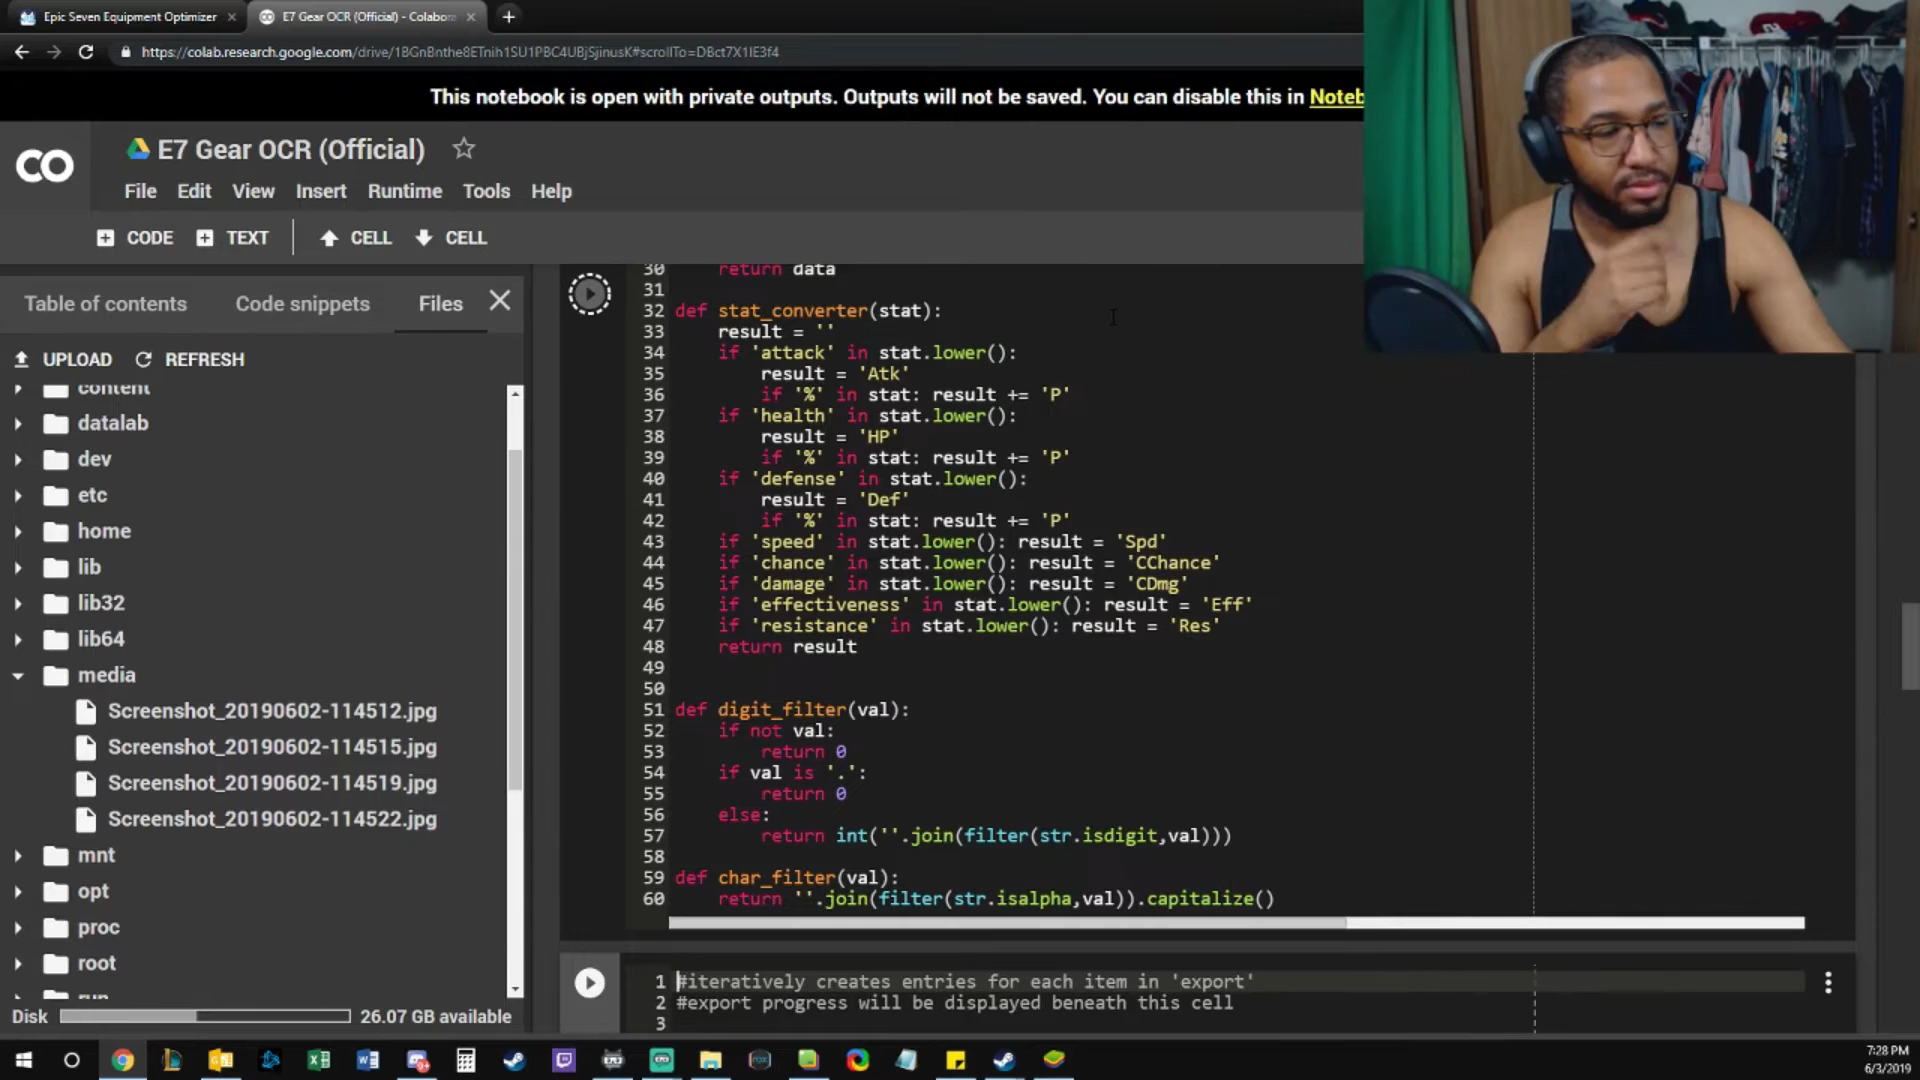 Epic Seven Equipment Optimizer
E7 Gear OCR (Official) - Colabor
https://colab.research.google.com/drive/1BGnBnthe8ETnih1SU1PBC4UBjSjinusK#scrollTo=DBct7X1IE3f4
This notebook is open with private outputs. Outputs will not be saved. You can disable this in Noteb
CO
E7 Gear OCR (Official)
File Edit View Insert Runtime Tools Help
CODE TEXT CELL CELL
Table of contents Code snippets Files
UPLOAD REFRESH
content
datalab
dev
etc
home
lib
lib32
lib64
media
Screenshot_20190602-114512.jpg
Screenshot_20190602-114515.jpg
Screenshot_20190602-114519.jpg
Screenshot_20190602-114522.jpg
mnt
opt
proc
root
run
Disk 26.07 GB available
30 return data
31
32 def stat_converter(stat):
33 result = ''
34 if 'attack' in stat.lower():
35 result = 'Atk'
36 if '%' in stat: result += 'P'
37 if 'health' in stat.lower():
38 result = 'HP'
39 if '%' in stat: result += 'P'
40 if 'defense' in stat.lower():
41 result = 'Def'
42 if '%' in stat: result += 'P'
43 if 'speed' in stat.lower(): result = 'Spd'
44 if 'chance' in stat.lower(): result = 'CChance'
45 if 'damage' in stat.lower(): result = 'CDmg'
46 if 'effectiveness' in stat.lower(): result = 'Eff'
47 if 'resistance' in stat.lower(): result = 'Res'
48 return result
49
50
51 def digit_filter(val):
52 if not val:
53 return 0
54 if val is '.':
55 return 0
56 else:
57 return int(''.join(filter(str.isdigit,val)))
58
59 def char_filter(val):
60 return ''.join(filter(str.isalpha,val)).capitalize()
1 #iteratively creates entries for each item in 'export'
2 #export progress will be displayed beneath this cell
3
7:28 PM
6/3/2019